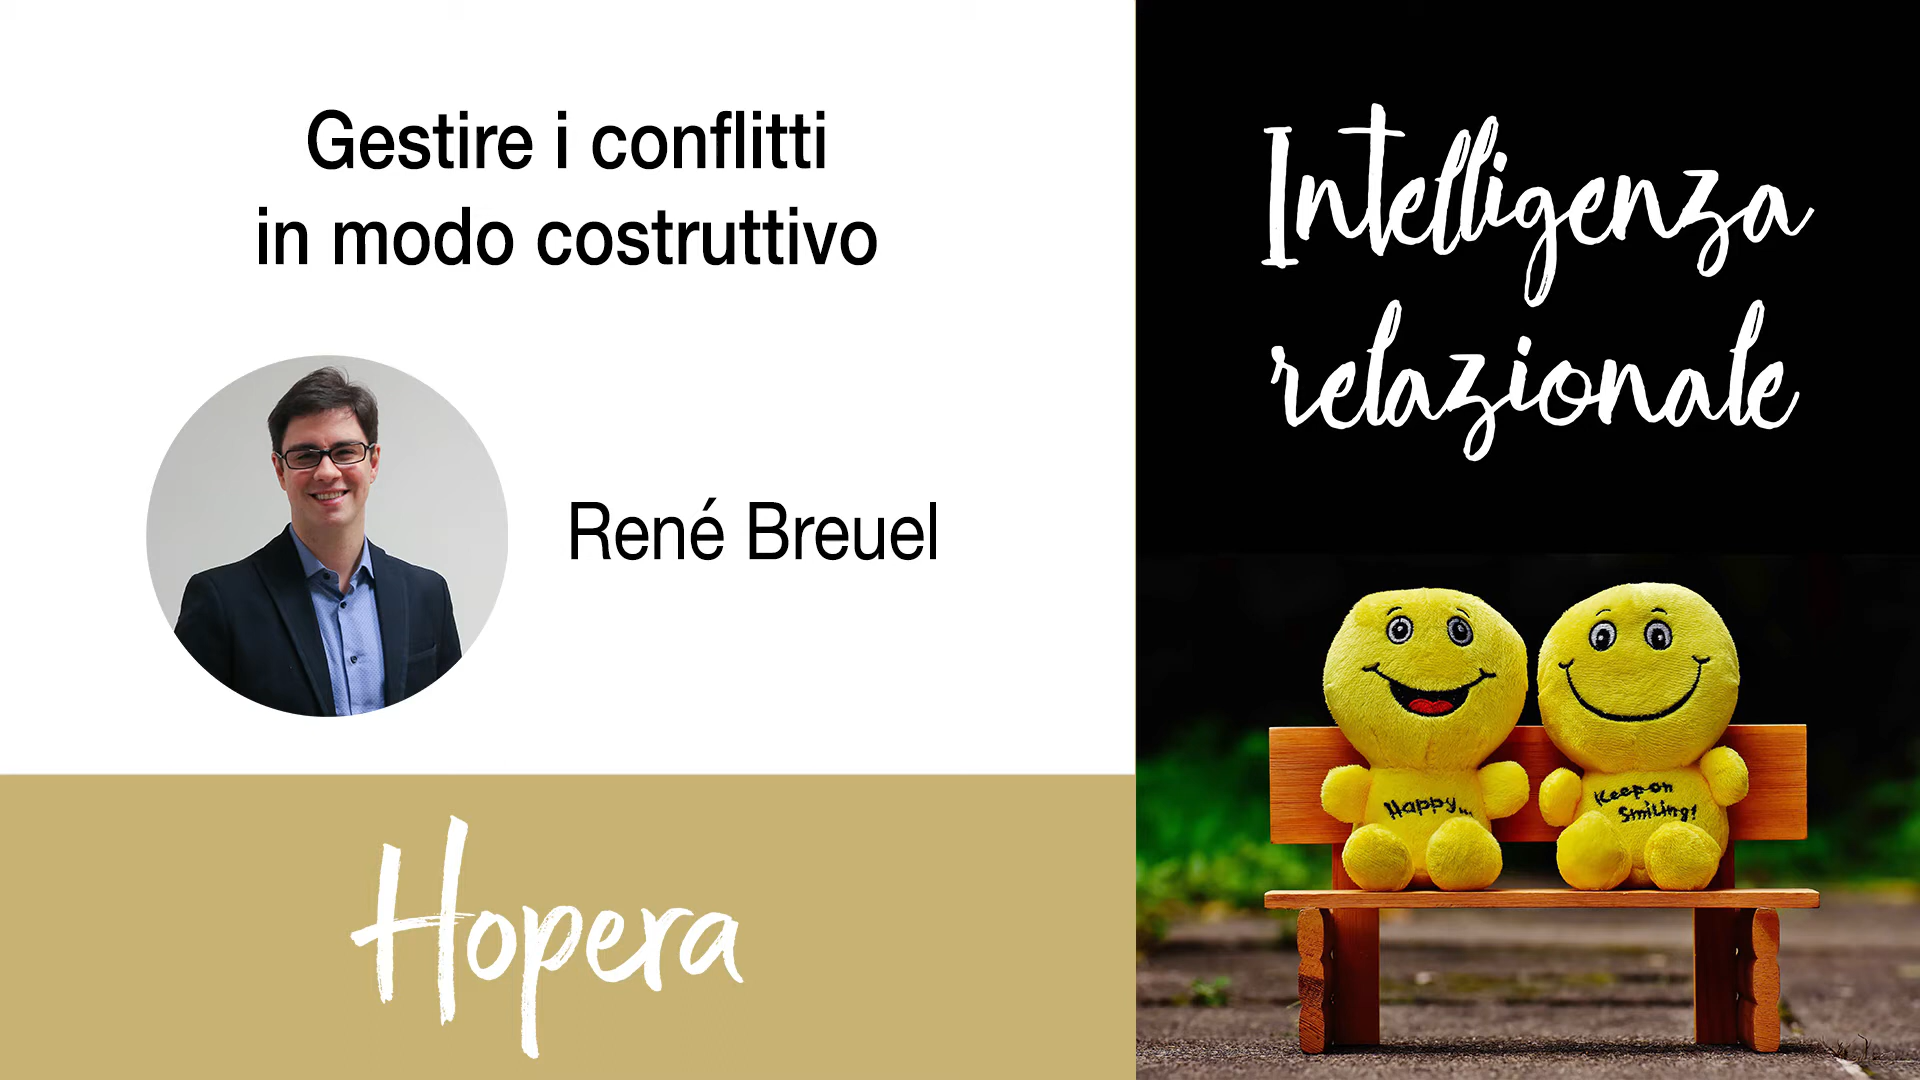 Gestire i conflitti
in modo costruttivo
René Breuel
Hopera
Intelligenza
relazionale
Happy...
Keep on
Smiling!